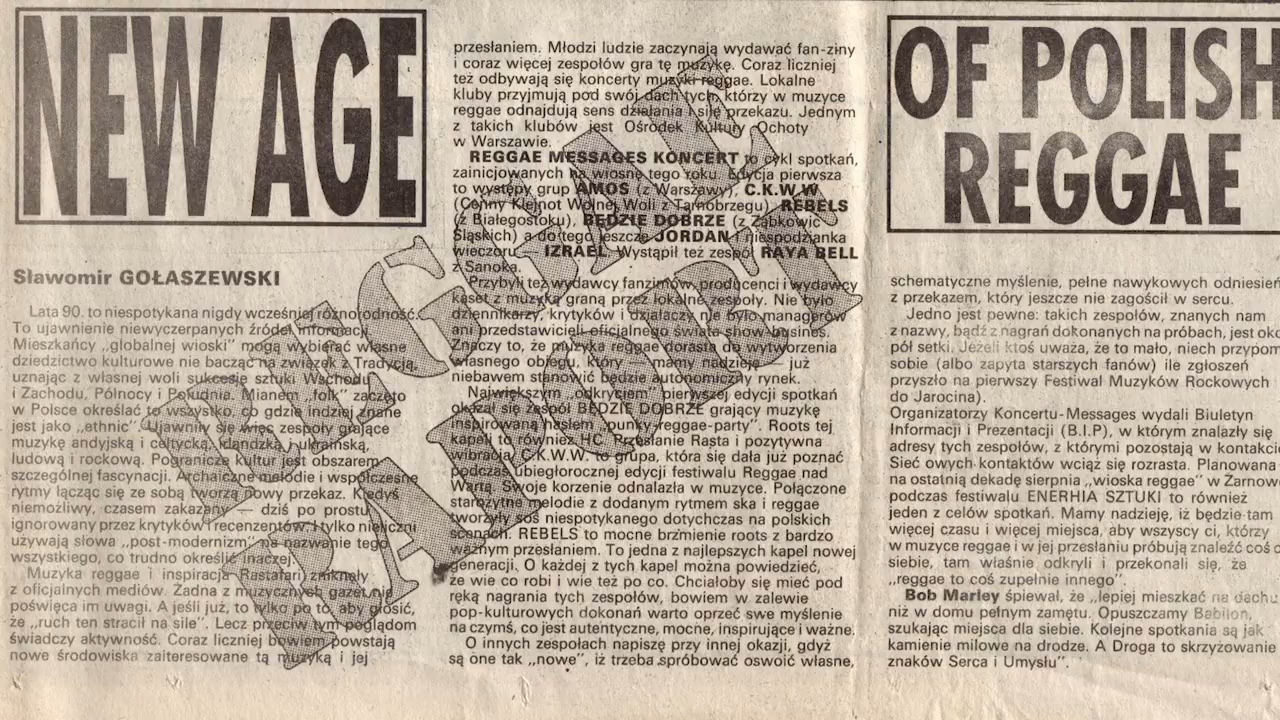 NEW AGE
Sławomir GOŁASZEWSKI
Lata 90. to niespotykana nigdy wcześniej różnorodność.
To ujawnienie niewyczerpanych źródeł informacji.
Mieszkańcy „globalnej wioski" mogą wybierać własne
dziedzictwo kulturowe nie bacząc na związek z Tradycją,
uznając z własnej woli sukcesję sztuki Wschodu
i Zachodu, Północy i Południa. Mianem „folk" zaczęto
w Polsce określać to wszystko, co gdzie indziej znane
jest jako „ethnic". Ujawniły się więc zespoły grające
muzykę andyjską i celtycką, irlandzką i ukraińską,
ludową i rockową. Pogranicze kultur jest obszarem
szczególnej fascynacji. Archaiczne melodie i współczesne
rytmy łącząc się ze sobą tworzą nowy przekaz. Kiedyś
niemożliwy, czasem zakazany — dziś po prostu
ignorowany przez krytyków i recenzentów. I tylko nieliczni
używają słowa „post-modernizm" na nazwanie tego
wszystkiego, co trudno określić inaczej.
Muzyka reggae i inspiracja Rastafari zniknęły
z oficjalnych mediów. Żadna z muzycznych gazet nie
poświęca im uwagi. A jeśli już, to tylko po to, aby głosić,
że „ruch ten stracił na sile". Lecz przeciw tym poglądom
świadczy aktywność. Coraz liczniej bowiem powstają
nowe środowiska zaiteresowane tą muzyką i jej
przesłaniem. Młodzi ludzie zaczynają wydawać fan-ziny
i coraz więcej zespołów gra tę muzykę. Coraz liczniej
też odbywają się koncerty muzyki reggae. Lokalne
kluby przyjmują pod swój dach tych, którzy w muzyce
reggae odnajdują sens działania i siłę przekazu. Jednym
z takich klubów jest Ośrodek Kultury Ochoty
w Warszawie.
REGGAE MESSAGES KONCERT to cykl spotkań,
zainicjowanych na wiosnę tego roku. Edycja pierwsza
to występy grup AMOS (z Warszawy), C.K.W.W.
(Cenny Klejnot Wolnej Woli z Tarnobrzegu), REBELS
(z Białegostoku), BĘDZIE DOBRZE (z Ząbkowic
Śląskich) a do tego jeszcze JORDAN i niespodzianka
wieczoru — IZRAEL. Wystąpił też zespół RAYA BELL
z Sanoka.
Przybyli też wydawcy fanzinów, producenci i wydawcy
kaset z muzyką graną przez lokalne zespoły. Nie było
dziennikarzy, krytyków i działaczy, nie było managerów
ani przedstawicieli oficjalnego świata show-busines.
Znaczy to, że muzyka reggae dorasta do wytworzenia
własnego obiegu, który — mamy nadzieję — już
niebawem stanowić będzie autonomiczny rynek.
Największym odkryciem pierwszej edycji spotkań
okazał się zespół BĘDZIE DOBRZE grający muzykę
inspirowaną hasłem „punky-reggae-party". Roots tej
kapeli to również HC. Przesłanie Rasta i pozytywna
wibracja. C.K.W.W. to grupa, która się dała już poznać
podczas ubiegłorocznej edycji festiwalu Reggae nad
Wartą. Swoje korzenie odnalazła w muzyce. Połączone
starożytne melodie z dodanym rytmem ska i reggae
tworzyły coś niespotykanego dotychczas na polskich
scenach. REBELS to mocne brzmienie roots z bardzo
ważnym przesłaniem. To jedna z najlepszych kapel nowej
generacji. O każdej z tych kapel można powiedzieć,
że wie co robi i wie też po co. Chciałoby się mieć pod
ręką nagrania tych zespołów, bowiem w zalewie
pop-kulturowych dokonań warto oprzeć swe myślenie
na czymś, co jest autentyczne, mocne, inspirujące i ważne.
O innych zespołach napiszę przy innej okazji, gdyż
są one tak „nowe", iż trzeba spróbować oswoić własne,
OF POLISH
REGGAE
schematyczne myślenie, pełne nawykowych odniesień
z przekazem, który jeszcze nie zagościł w sercu.
Jedno jest pewne: takich zespołów, znanych nam
z nazwy, bądź z nagrań dokonanych na próbach, jest oko
pół setki. Jeżeli ktoś uważa, że to mało, niech przypom
sobie (albo zapyta starszych fanów) ile zgłoszeń
przyszło na pierwszy Festiwal Muzyków Rockowych
do Jarocina).
Organizatorzy Koncertu-Messages wydali Biuletyn
Informacji i Prezentacji (B.I.P), w którym znalazły się
adresy tych zespołów, z którymi pozostają w kontakcie
Sieć owych kontaktów wciąż się rozrasta. Planowana
na ostatnią dekadę sierpnia „wioska reggae" w Żarnow
podczas festiwalu ENERHIA SZTUKI to również
jeden z celów spotkań. Mamy nadzieję, iż będzie tam
więcej czasu i więcej miejsca, aby wszyscy ci, którzy
w muzyce reggae i w jej przesłaniu próbują znaleźć coś d
siebie, tam właśnie odkryli i przekonali się, że
„reggae to coś zupełnie innego".
Bob Marley śpiewał, że „lepiej mieszkać na dachu
niż w domu pełnym zamętu. Opuszczamy Babilon,
szukając miejsca dla siebie. Kolejne spotkania są jak
kamienie milowe na drodze. A Droga to skrzyżowanie
znaków Serca i Umysłu".